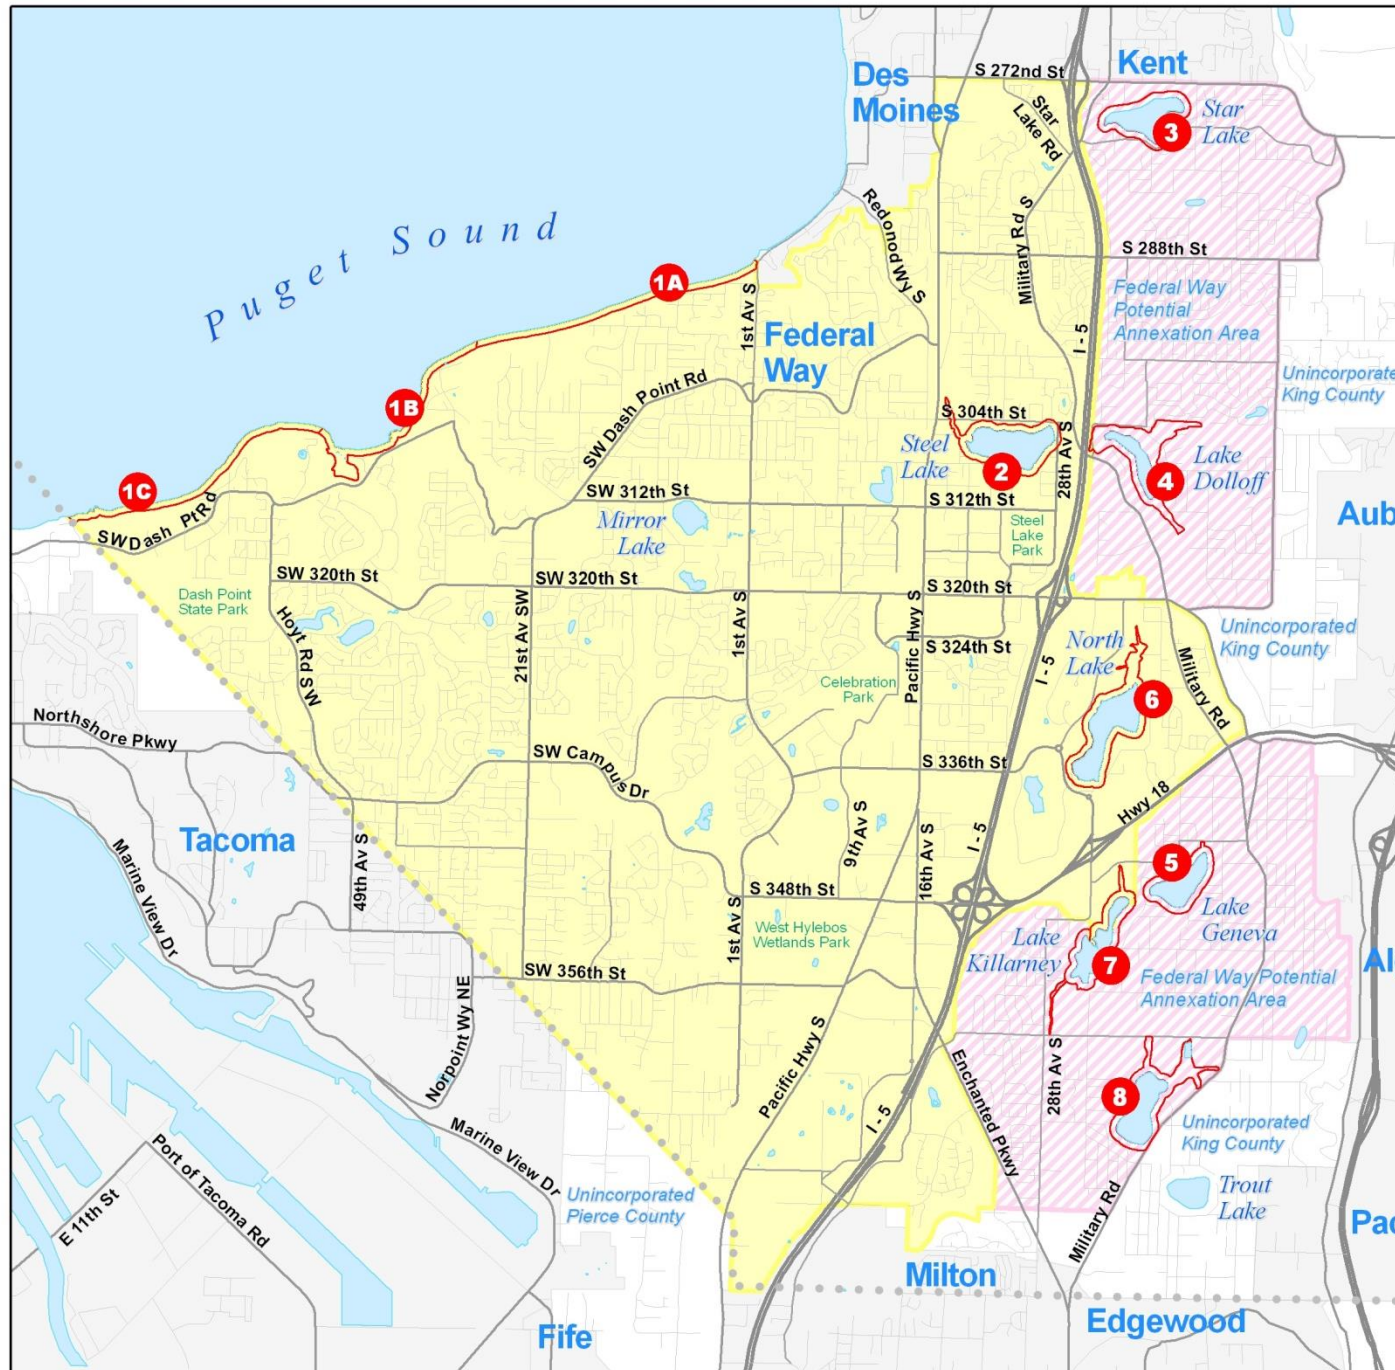 S 272nd St
Kent
Des
Moines
Star
Lake Rd
3
Star
Lake
Puget Sound
Redonod Wy S
Military Rd S
S 288th St
1A
1st Av S
Federal Way
Potential
Annexation Area
I - 5
Federal
Way
Unincorporate
King County
1B
SW Dash Point Rd
S 304th St
Steel
Lake
2
28th Av S
4
Lake
Dolloff
1C
SW Dash Pt Rd
SW 312th St
S 312th St
Mirror
Lake
Steel
Lake
Park
Aub
Dash Point
State Park
SW 320th St
SW 320th St
S 320th St
Hoyt Rd SW
21st Av SW
1st Av S
Pacific Hwy S
S 324th St
North
Lake
I - 5
Unincorporated
King County
Military Rd
Celebration
Park
6
Northshore Pkwy
SW Campus Dr
S 336th St
Hwy 18
Tacoma
Marine View Dr
49th Av S
9th Av S
16th Av S
I - 5
5
Lake
Geneva
S 348th St
1st Av S
West Hylebos
Wetlands Park
Lake
Killarney
7
SW 356th St
Federal Way Potential
Annexation Area
Al
Norpoint Wy NE
Pacific Hwy S
Enchanted Pkwy
28th Av S
8
I - 5
Unincorporated
King County
Marine View Dr
Port of Tacoma Rd
E 11th St
Unincorporated
Pierce County
Military Rd
Trout
Lake
Pac
Milton
Edgewood
Fife